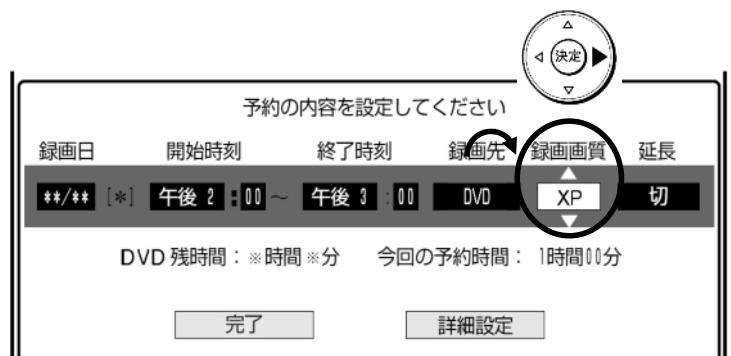 決定
予約の内容を設定してください
録画日 開始時刻 終了時刻 録画先 録画画質 延長
**/** [*] 午後 2:00～ 午後 3:00 DVD XP 切
DVD 残時間：※時間※分 今回の予約時間： 1時間00分
完了 詳細設定